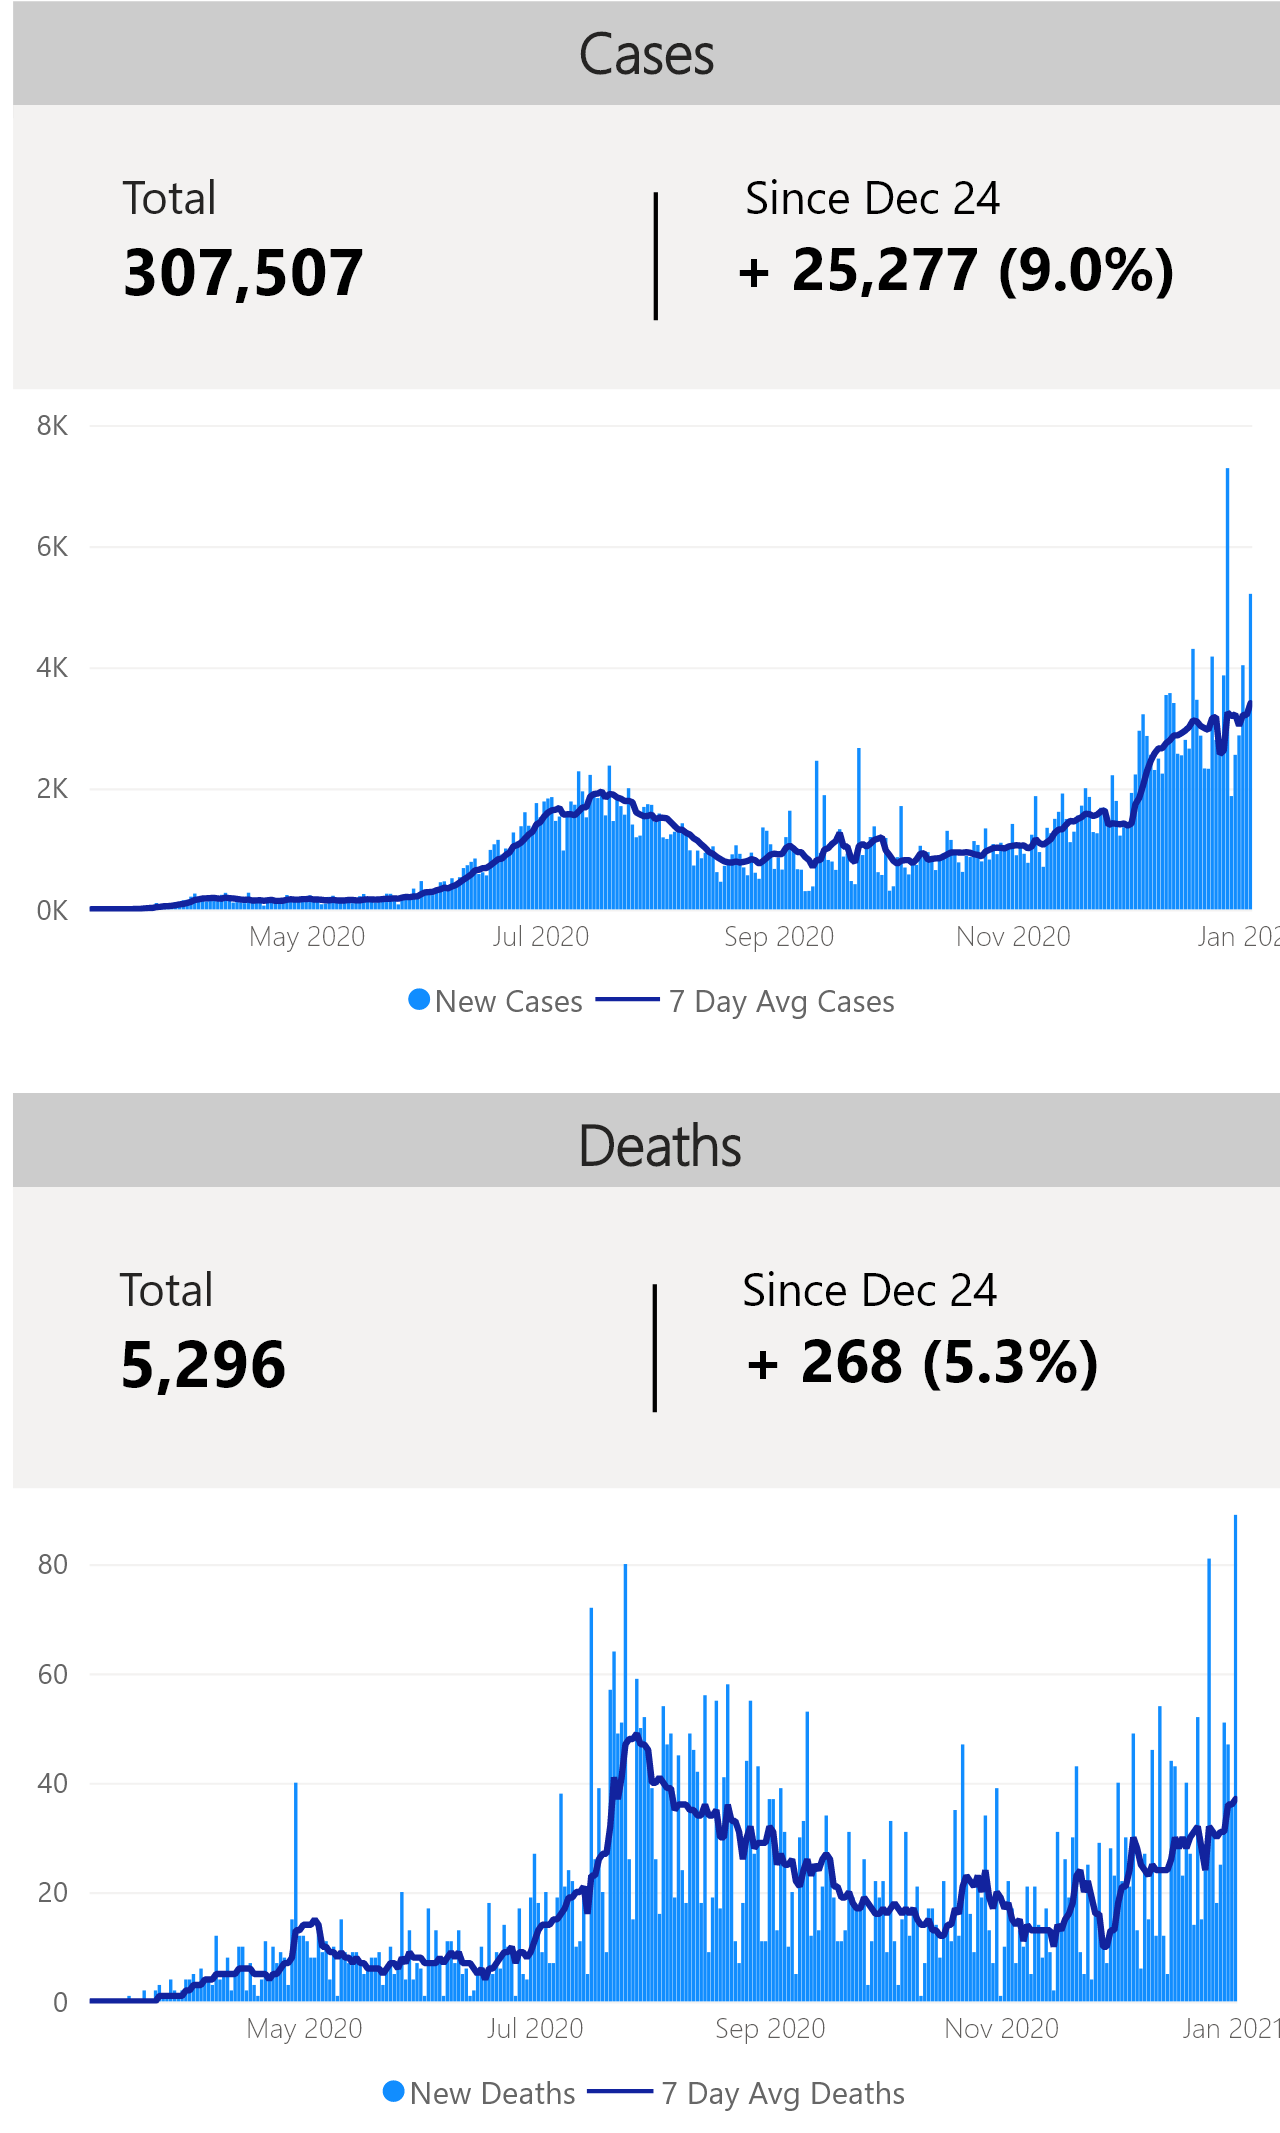 Cases
Total
Since Dec 24
307,507
+ 25,277 (9.0%)
8K
6K
4K
2K
0K
May 2020
Jul 2020
Sep 2020
Nov 2020
Jan 202
New Cases
7 Day Avg Cases
Deaths
Total
Since Dec 24
5,296
+ 268 (5.3%)
80
60
40
20
0
May 2020
Jul 2020
Sep 2020
Nov 2020
Jan 2021
New Deaths
7 Day Avg Deaths